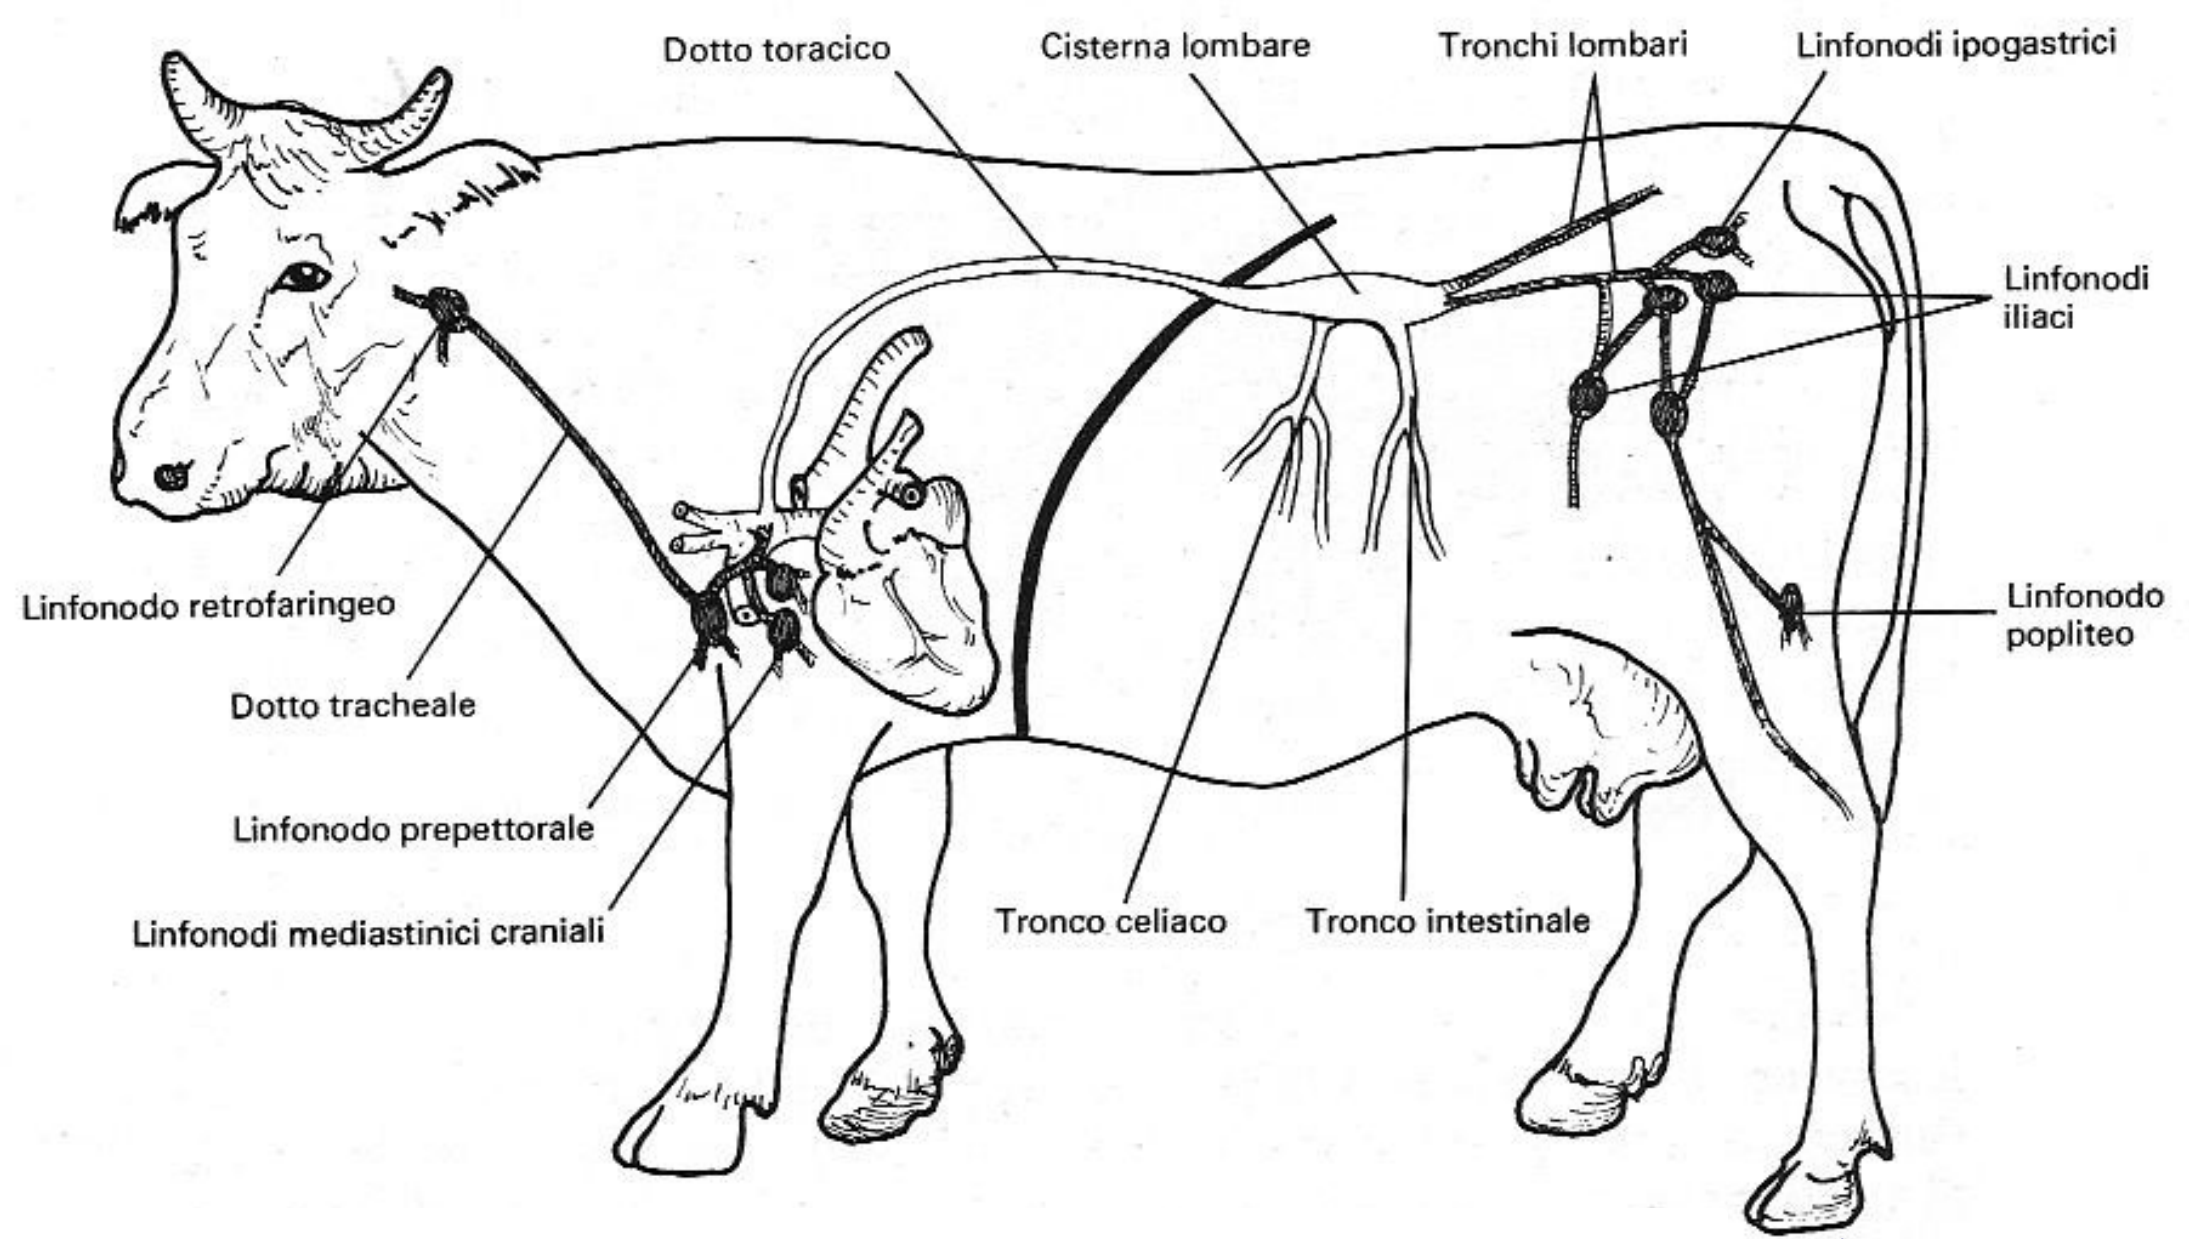 Dotto toracico
Cisterna lombare
Tronchi lombari
Linfonodi ipogastrici
Linfonodi
iliaci
Linfonodo retrofaringeo
Linfonodo
popliteo
Dotto tracheale
Linfonodo prepettorale
Linfonodi mediastinici craniali
Tronco celiaco
Tronco intestinale